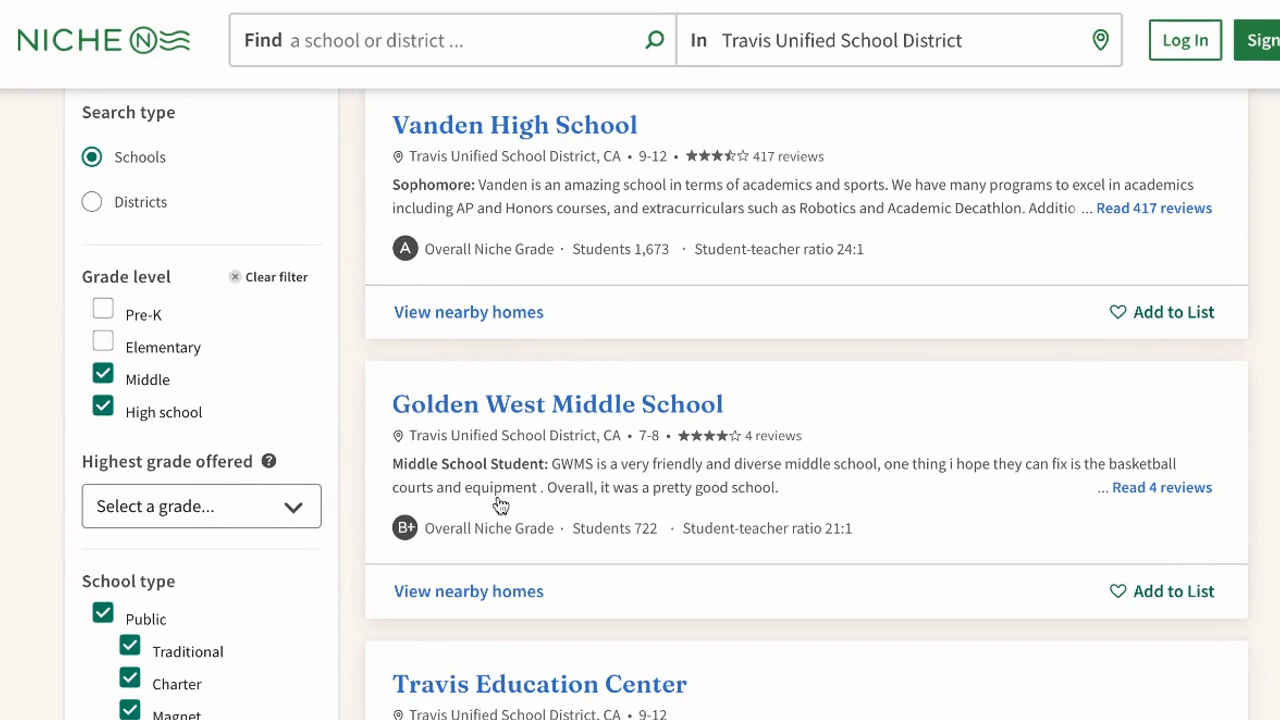 NICHE N
Find a school or district ...
In Travis Unified School District
Log In
Sign
Search type
Schools
Districts
Grade level
× Clear filter
Pre-K
Elementary
Middle
High school
Highest grade offered ?
Select a grade...
School type
Public
Traditional
Charter
Magnet
Vanden High School
Travis Unified School District, CA • 9-12 • 417 reviews
Sophomore: Vanden is an amazing school in terms of academics and sports. We have many programs to excel in academics
including AP and Honors courses, and extracurriculars such as Robotics and Academic Decathlon. Additio ... Read 417 reviews
A Overall Niche Grade · Students 1,673 · Student-teacher ratio 24:1
View nearby homes
Add to List
Golden West Middle School
Travis Unified School District, CA • 7-8 • 4 reviews
Middle School Student: GWMS is a very friendly and diverse middle school, one thing i hope they can fix is the basketball
courts and equipment . Overall, it was a pretty good school. ... Read 4 reviews
B+ Overall Niche Grade · Students 722 · Student-teacher ratio 21:1
View nearby homes
Add to List
Travis Education Center
Travis Unified School District, CA • 9-12